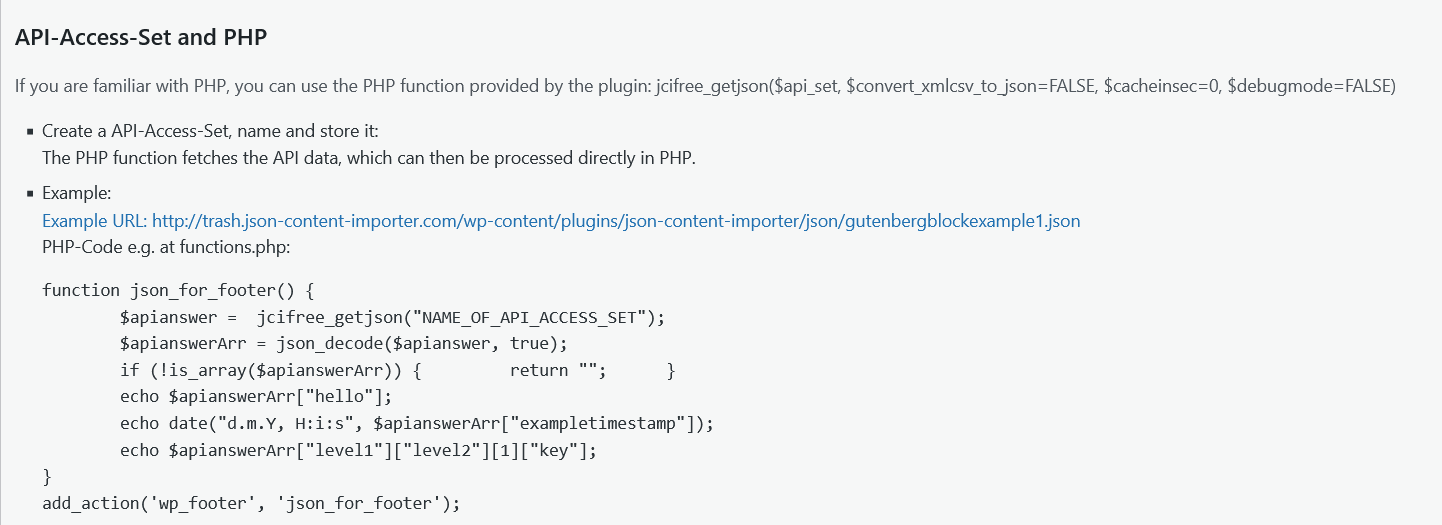 API-Access-Set and PHP
If you are familiar with PHP, you can use the PHP function provided by the plugin: jcifree_getjson($api_set, $convert_xmlcsv_to_json=FALSE, $cacheinsec=0, $debugmode=FALSE)
▪ Create a API-Access-Set, name and store it:
The PHP function fetches the API data, which can then be processed directly in PHP.
▪ Example:
Example URL: http://trash.json-content-importer.com/wp-content/plugins/json-content-importer/json/gutenbergblockexample1.json
PHP-Code e.g. at functions.php:
function json_for_footer() {
        $apianswer =  jcifree_getjson("NAME_OF_API_ACCESS_SET");
        $apianswerArr = json_decode($apianswer, true);
        if (!is_array($apianswerArr)) {         return "";      }
        echo $apianswerArr["hello"];
        echo date("d.m.Y, H:i:s", $apianswerArr["exampletimestamp"]);
        echo $apianswerArr["level1"]["level2"][1]["key"];
}
add_action('wp_footer', 'json_for_footer');